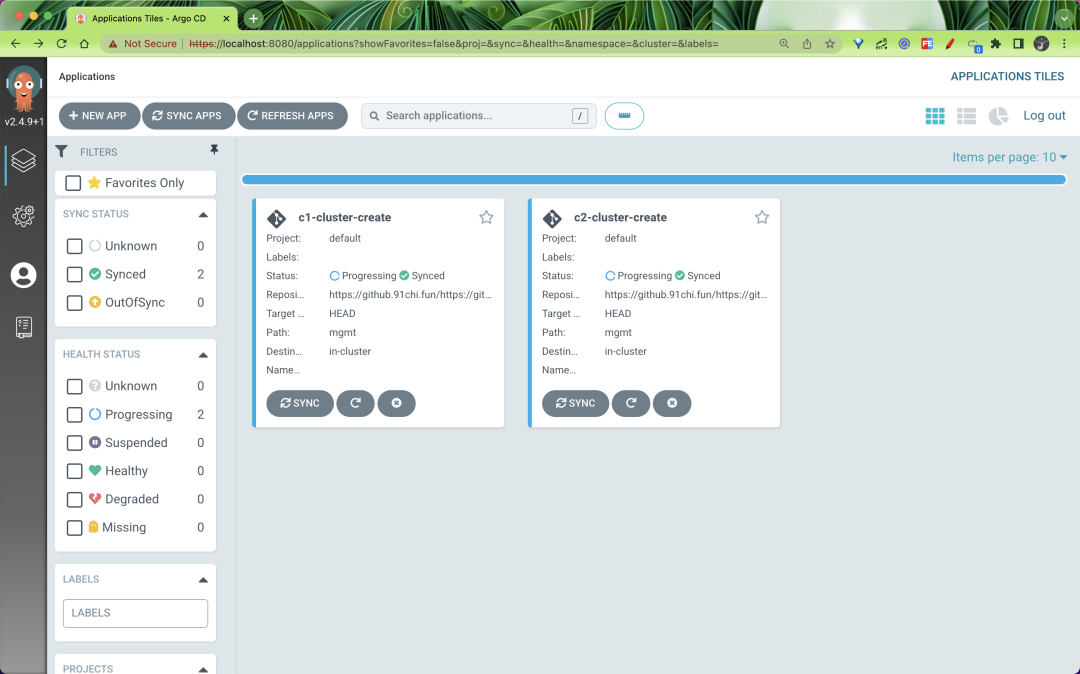 Applications Tiles - Argo CD
Not Secure
https://localhost:8080/applications?showFavorites=false&proj=&sync=&health=&namespace=&cluster=&labels=
FE
0
v2.4.9+1
Applications
APPLICATIONS TILES
NEW APP
SYNC APPS
REFRESH APPS
Search applications...
/
Log out
FILTERS
Items per page: 10
Favorites Only
SYNC STATUS
Unknown 0
Synced 2
OutOfSync 0
HEALTH STATUS
Unknown 0
Progressing 2
Suspended 0
Healthy 0
Degraded 0
Missing 0
LABELS
LABELS
PROJECTS
c1-cluster-create
Project: default
Labels:
Status: Progressing Synced
Reposi... https://github.91chi.fun/https://git...
Target ... HEAD
Path: mgmt
Destin... in-cluster
Name...
SYNC
c2-cluster-create
Project: default
Labels:
Status: Progressing Synced
Reposi... https://github.91chi.fun/https://git...
Target ... HEAD
Path: mgmt
Destin... in-cluster
Name...
SYNC